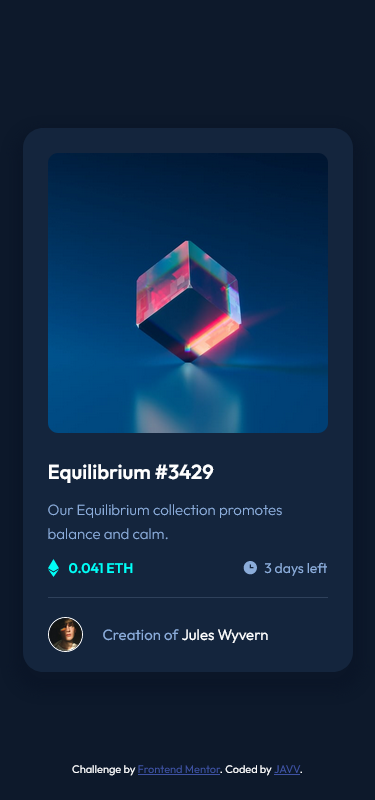 Equilibrium #3429
Our Equilibrium collection promotes
balance and calm.
0.041 ETH
3 days left
Creation of Jules Wyvern
Challenge by Frontend Mentor. Coded by JAVV.